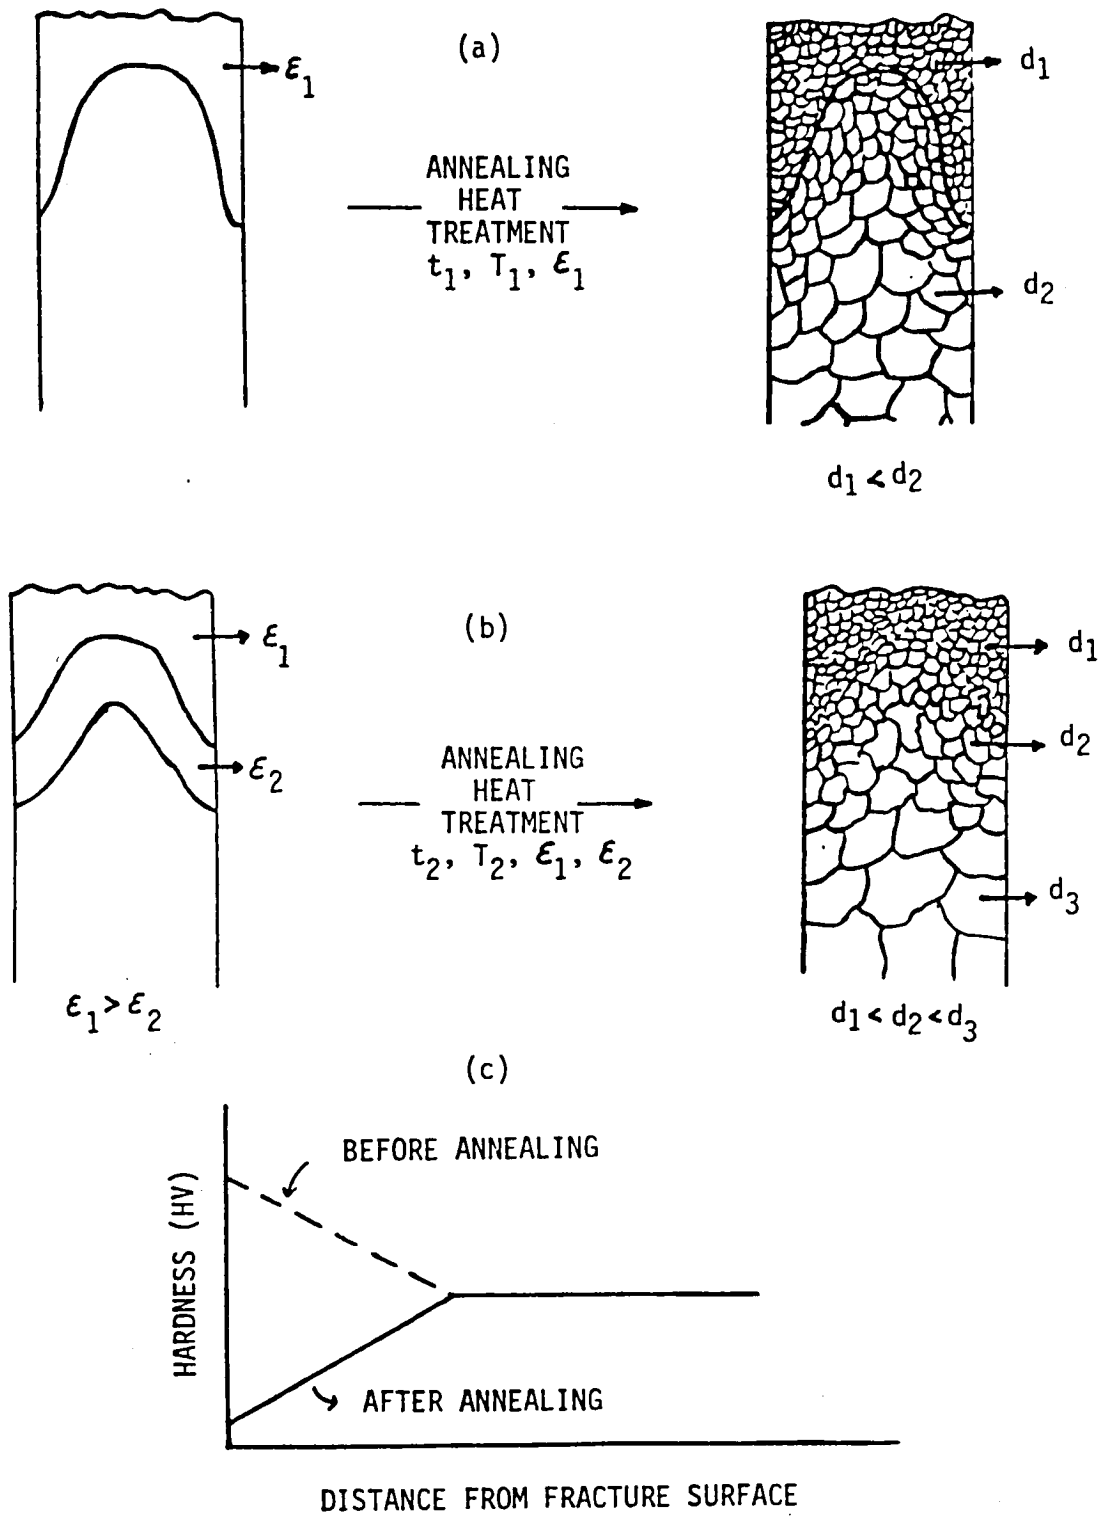 (a)
ε1
ANNEALING
HEAT
TREATMENT
t1, T1, ε1
d1
d2
d1 < d2
(b)
ε1
ε2
ε1 > ε2
ANNEALING
HEAT
TREATMENT
t2, T2, ε1, ε2
d1
d2
d3
d1 < d2 < d3
(c)
BEFORE ANNEALING
HARDNESS (HV)
AFTER ANNEALING
DISTANCE FROM FRACTURE SURFACE